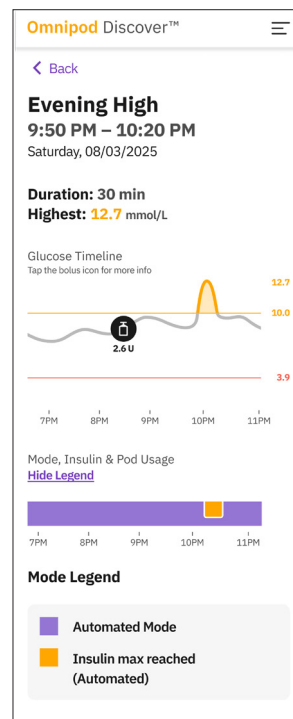 Omnipod Discover™
Back
Evening High
9:50 PM – 10:20 PM
Saturday, 08/03/2025
Duration: 30 min
Highest: 12.7 mmol/L
Glucose Timeline
Tap the bolus icon for more info
12.7
10.0
2.6 U
3.9
7PM 8PM 9PM 10PM 11PM
Mode, Insulin & Pod Usage
Hide Legend
7PM 8PM 9PM 10PM 11PM
Mode Legend
Automated Mode
Insulin max reached
(Automated)